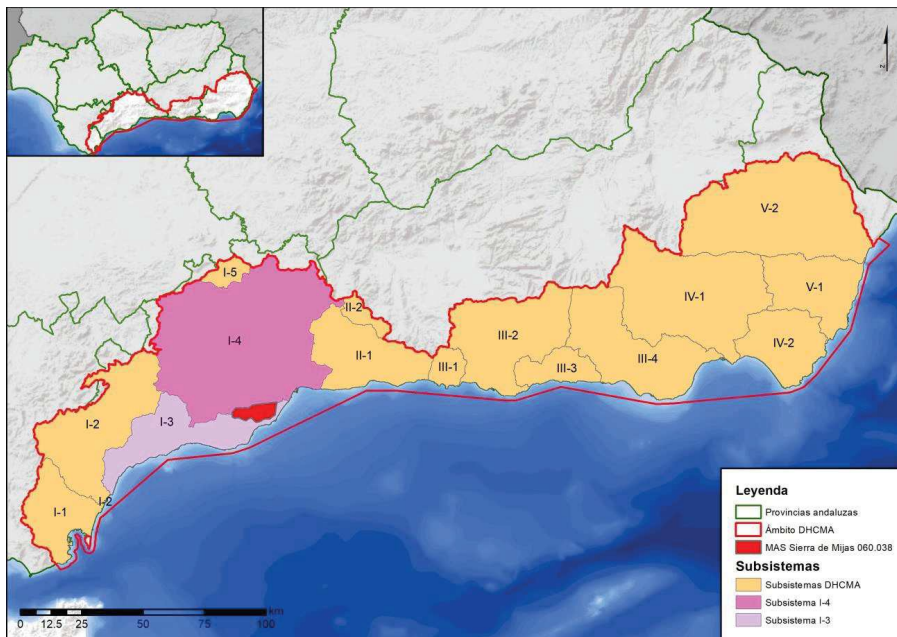 z
V-2
I-5
II-2
IV-1
V-1
III-2
I-4
II-1
IV-2
III-1
III-3
III-4
I-3
I-2
I-2
I-1
Leyenda
Provincias andaluzas
Ámbito DHCMA
MAS Sierra de Mijas 060.038
Subsistemas
Subsistemas DHCMA
Subsistema I-4
Subsistema I-3
km
0 12.5 25 50 75 100